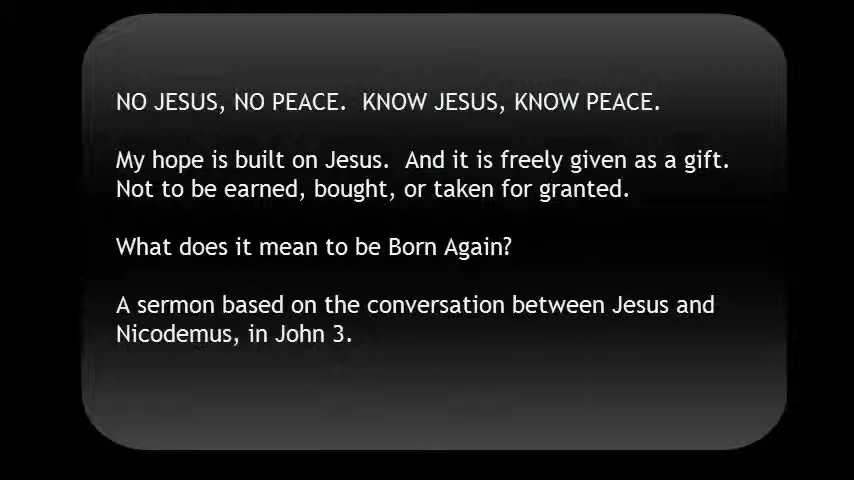 NO JESUS, NO PEACE.  KNOW JESUS, KNOW PEACE.
My hope is built on Jesus.  And it is freely given as a gift.
Not to be earned, bought, or taken for granted.
What does it mean to be Born Again?
A sermon based on the conversation between Jesus and
Nicodemus, in John 3.